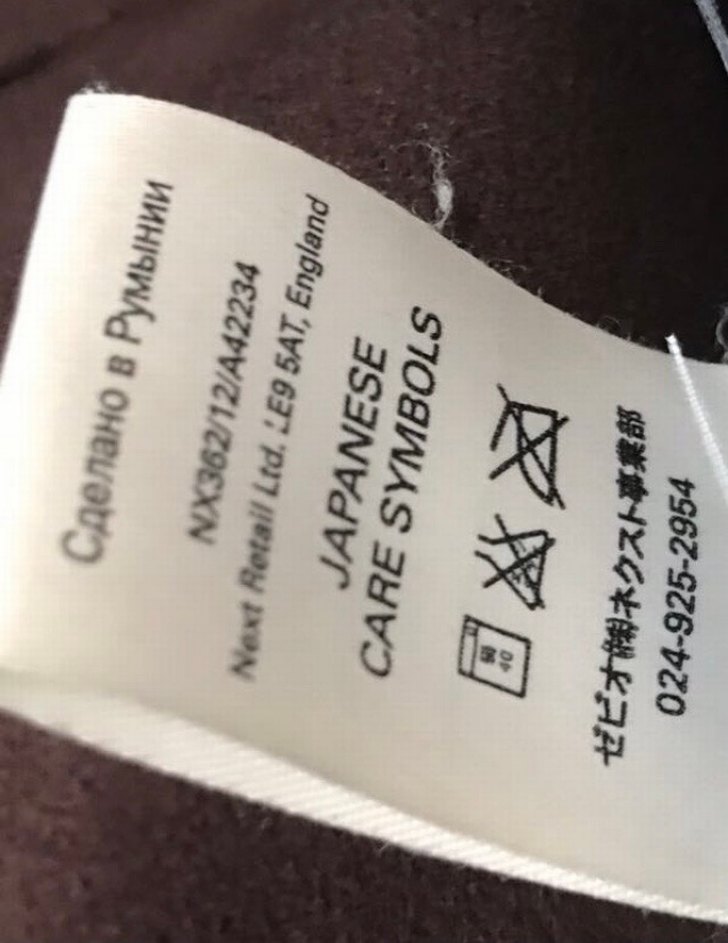 Сделано в Румынии
NX362/12/A42234
Next Retail Ltd. LE9 5AT, England
JAPANESE
CARE SYMBOLS
40
ゼビオ㈱ネクスト事業部
024-925-2954